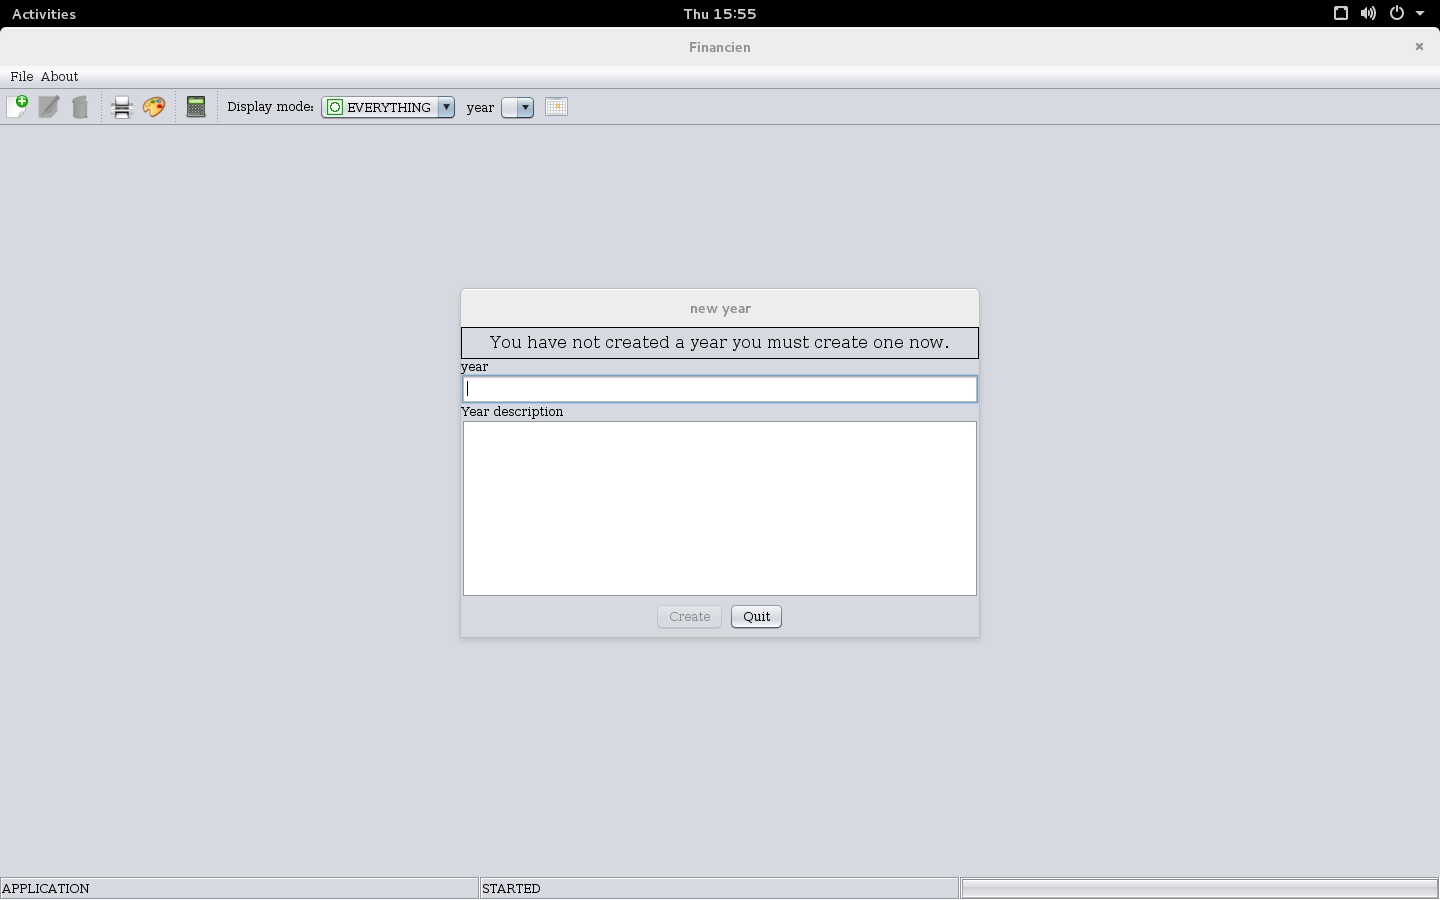 Activities
Thu 15:55
Financien
File About
Display mode: EVERYTHING year
new year
You have not created a year you must create one now.
year
Year description
Create Quit
APPLICATION
STARTED